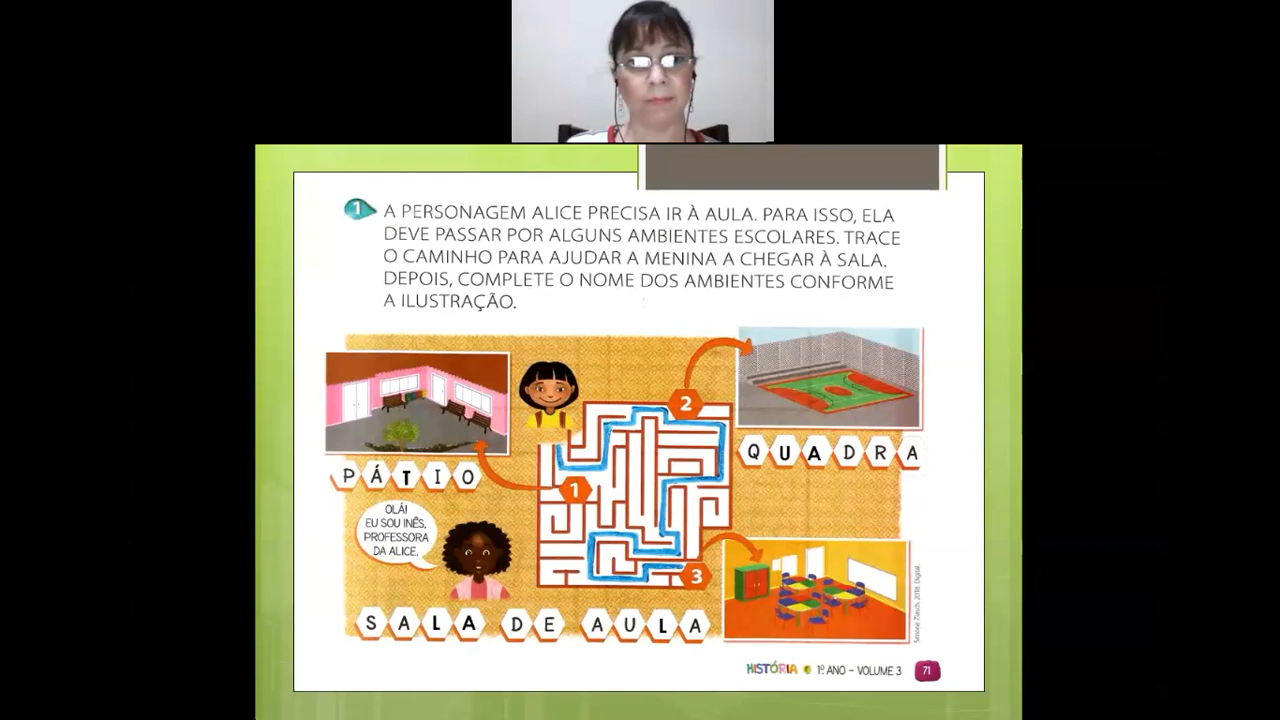 1
A PERSONAGEM ALICE PRECISA IR À AULA. PARA ISSO, ELA
DEVE PASSAR POR ALGUNS AMBIENTES ESCOLARES. TRACE
O CAMINHO PARA AJUDAR A MENINA A CHEGAR À SALA.
DEPOIS, COMPLETE O NOME DOS AMBIENTES CONFORME
A ILUSTRAÇÃO.
2
QUADRA
PÁTIO
1
OLÁ!
EU SOU INÊS,
PROFESSORA
DA ALICE.
3
SALA DE AULA
2018. Digital.
HISTÓRIA 1º. ANO – VOLUME 3 71